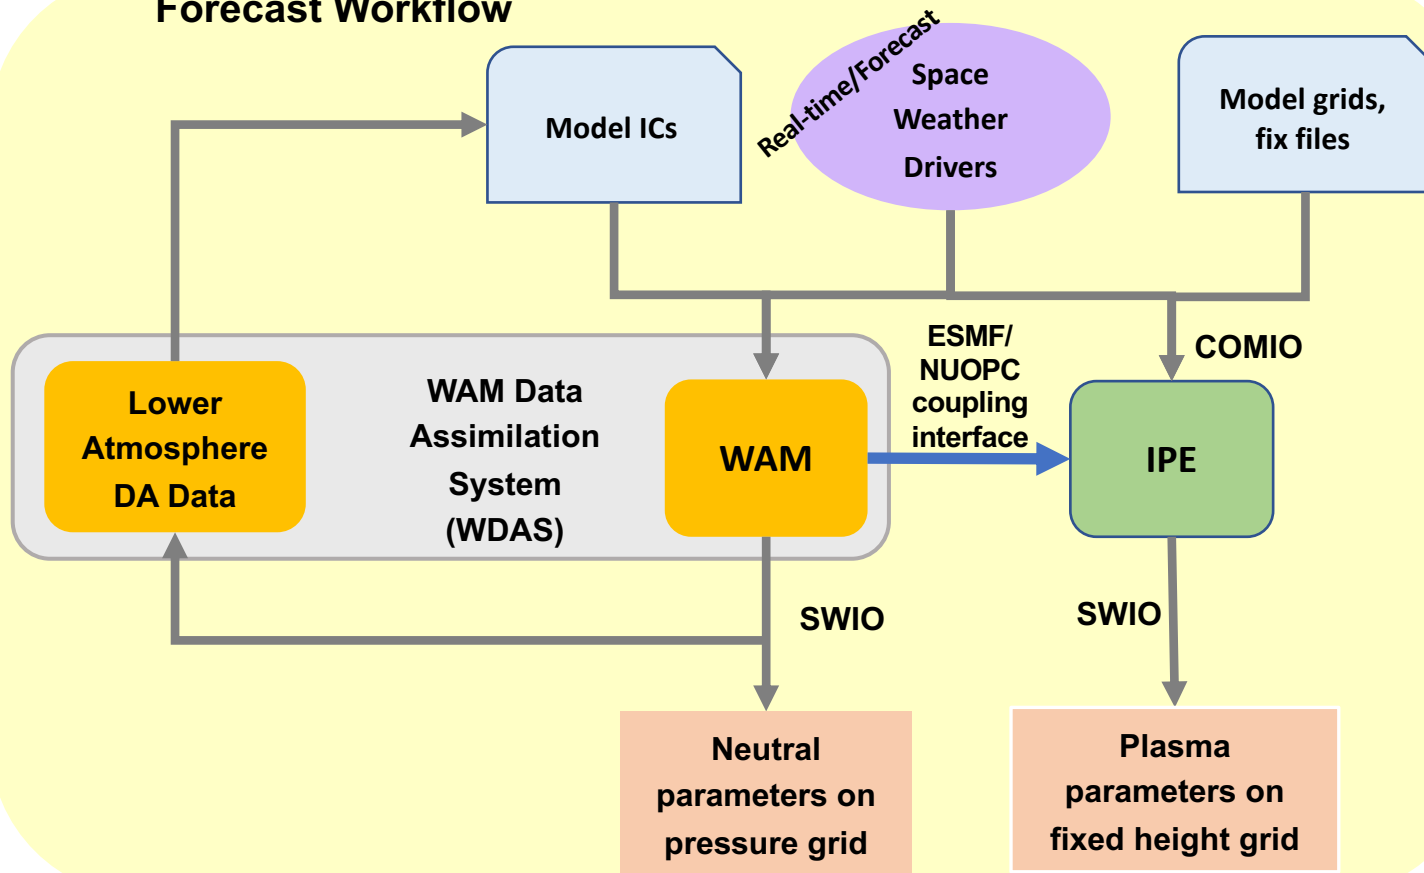 Forecast Workflow
Model ICs
Real-time/Forecast
Space
Weather
Drivers
Model grids,
fix files
Lower
Atmosphere
DA Data
WAM Data
Assimilation
System
(WDAS)
WAM
ESMF/
NUOPC
coupling
interface
COMIO
IPE
SWIO
SWIO
Neutral
parameters on
pressure grid
Plasma
parameters on
fixed height grid